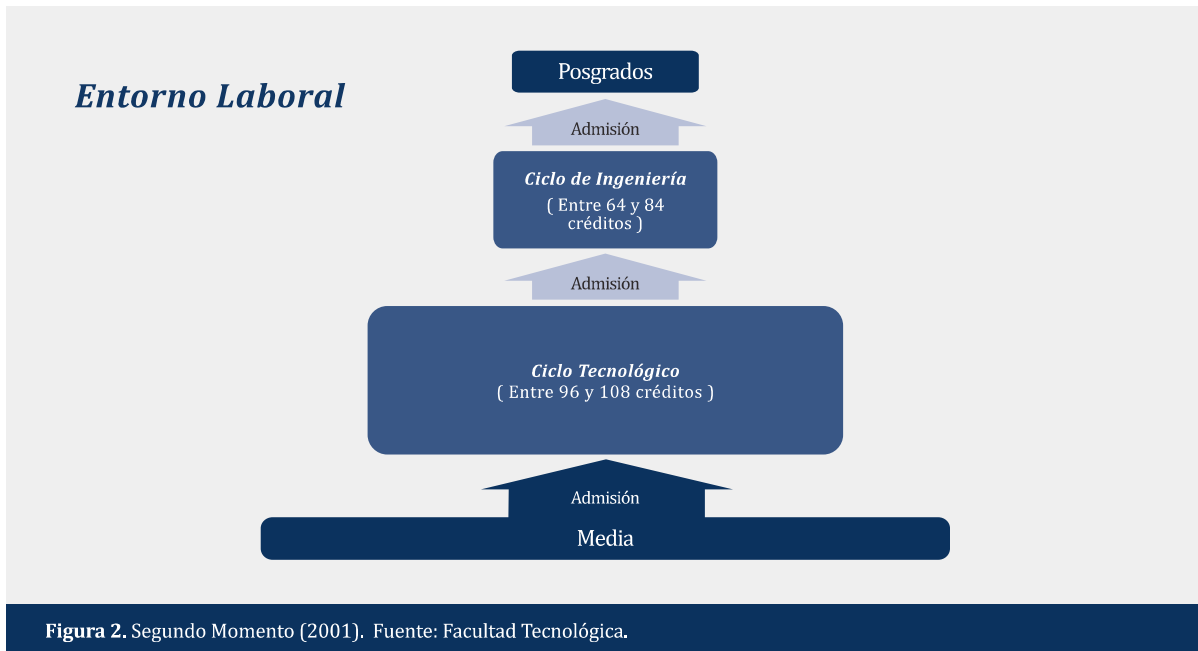 Entorno Laboral
Posgrados
Admisión
Ciclo de Ingeniería
( Entre 64 y 84
créditos )
Admisión
Ciclo Tecnológico
( Entre 96 y 108 créditos )
Admisión
Media
Figura 2. Segundo Momento (2001). Fuente: Facultad Tecnológica.